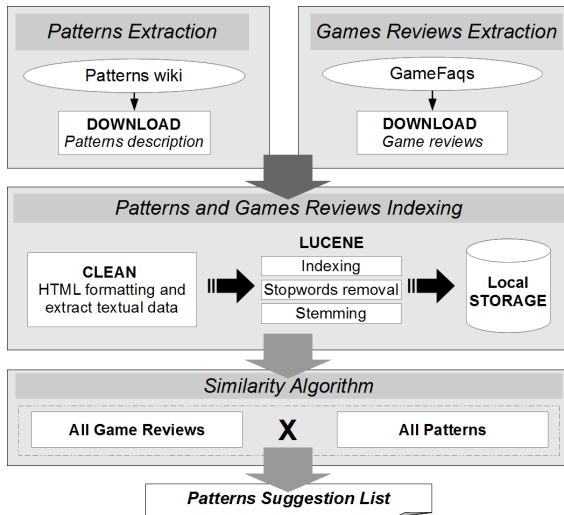 Patterns Extraction
Patterns wiki
DOWNLOAD
Patterns description
Games Reviews Extraction
GameFaqs
DOWNLOAD
Game reviews
Patterns and Games Reviews Indexing
CLEAN
HTML formatting and
extract textual data
LUCENE
Indexing
Stopwords removal
Stemming
Local
STORAGE
Similarity Algorithm
All Game Reviews
X
All Patterns
Patterns Suggestion List